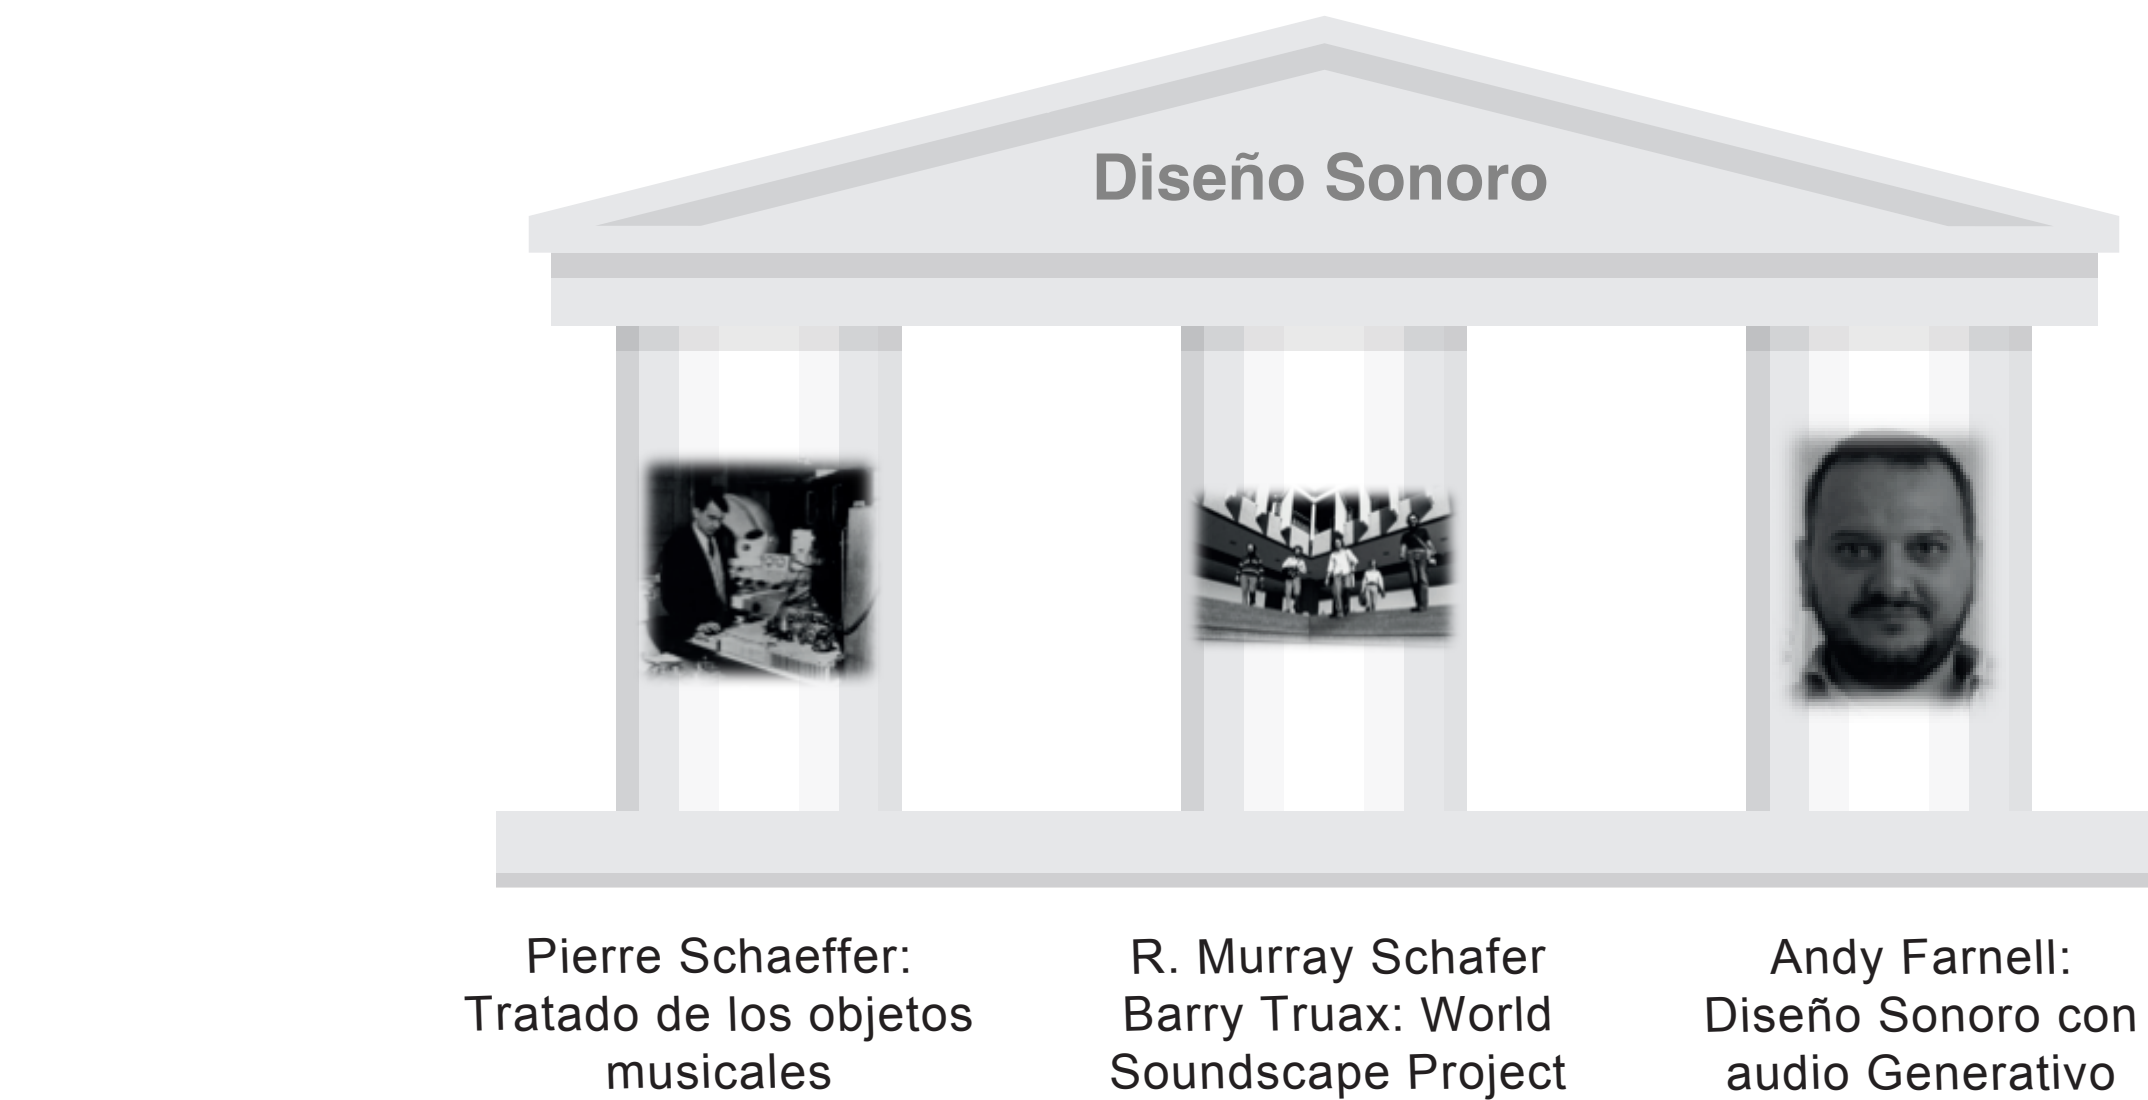 Diseño Sonoro
Pierre Schaeffer:
Tratado de los objetos
musicales
R. Murray Schafer
Barry Truax: World
Soundscape Project
Andy Farnell:
Diseño Sonoro con
audio Generativo